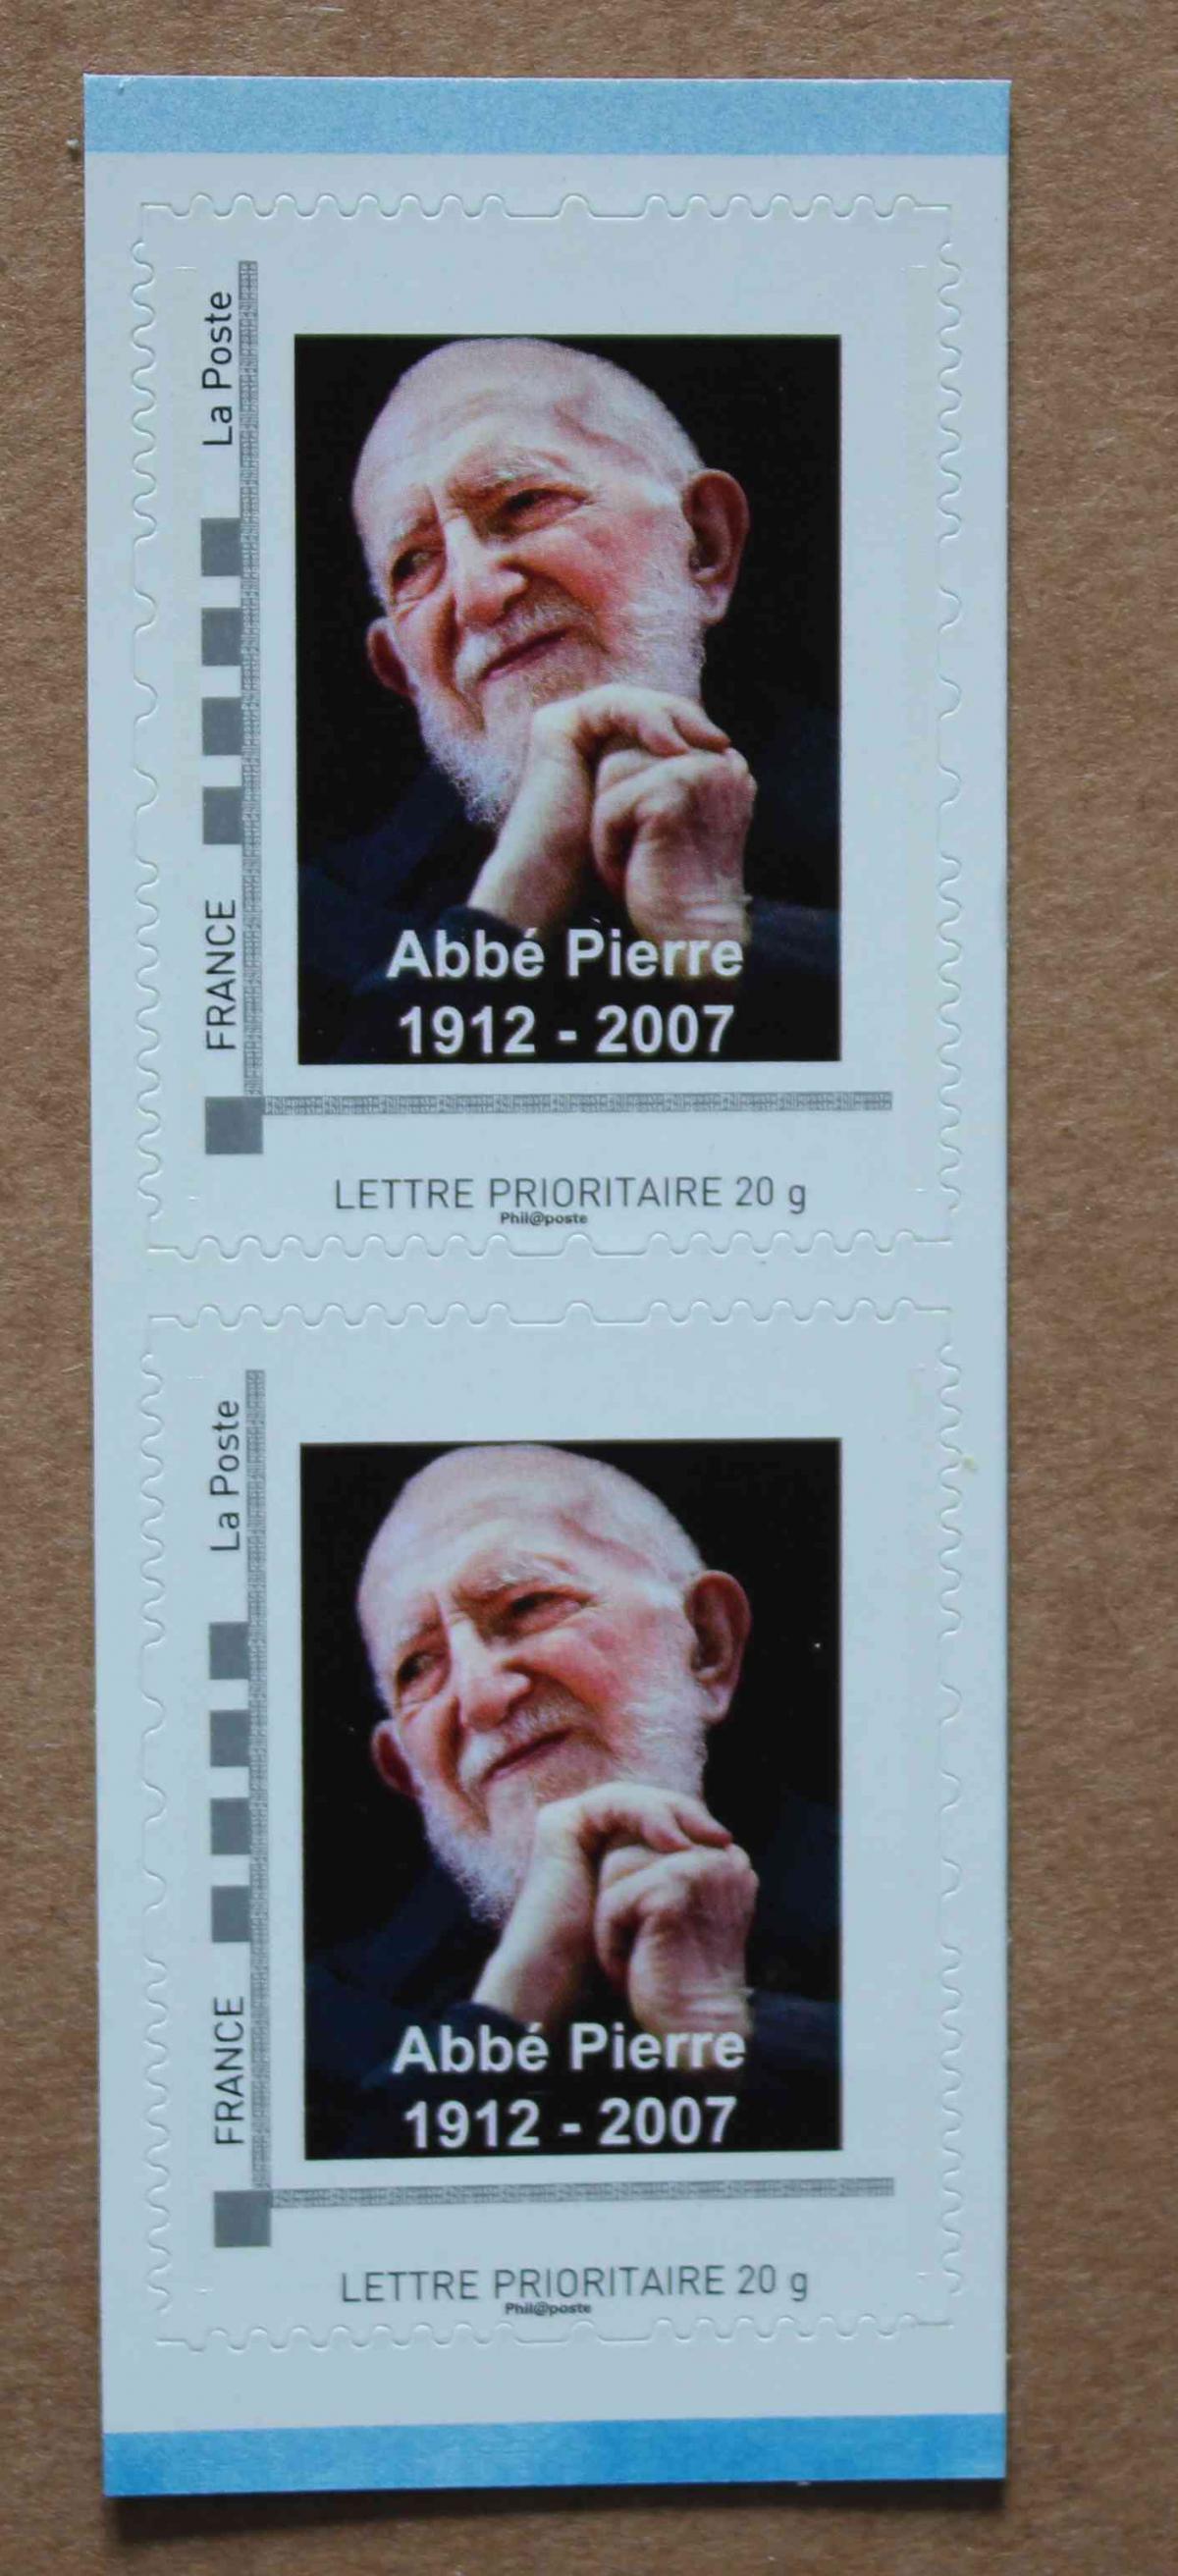 La Poste
FRANCE
Abbé Pierre
1912 - 2007
LETTRE PRIORITAIRE 20 g
Phil@poste
La Poste
FRANCE
Abbé Pierre
1912 - 2007
LETTRE PRIORITAIRE 20 g
Phil@poste